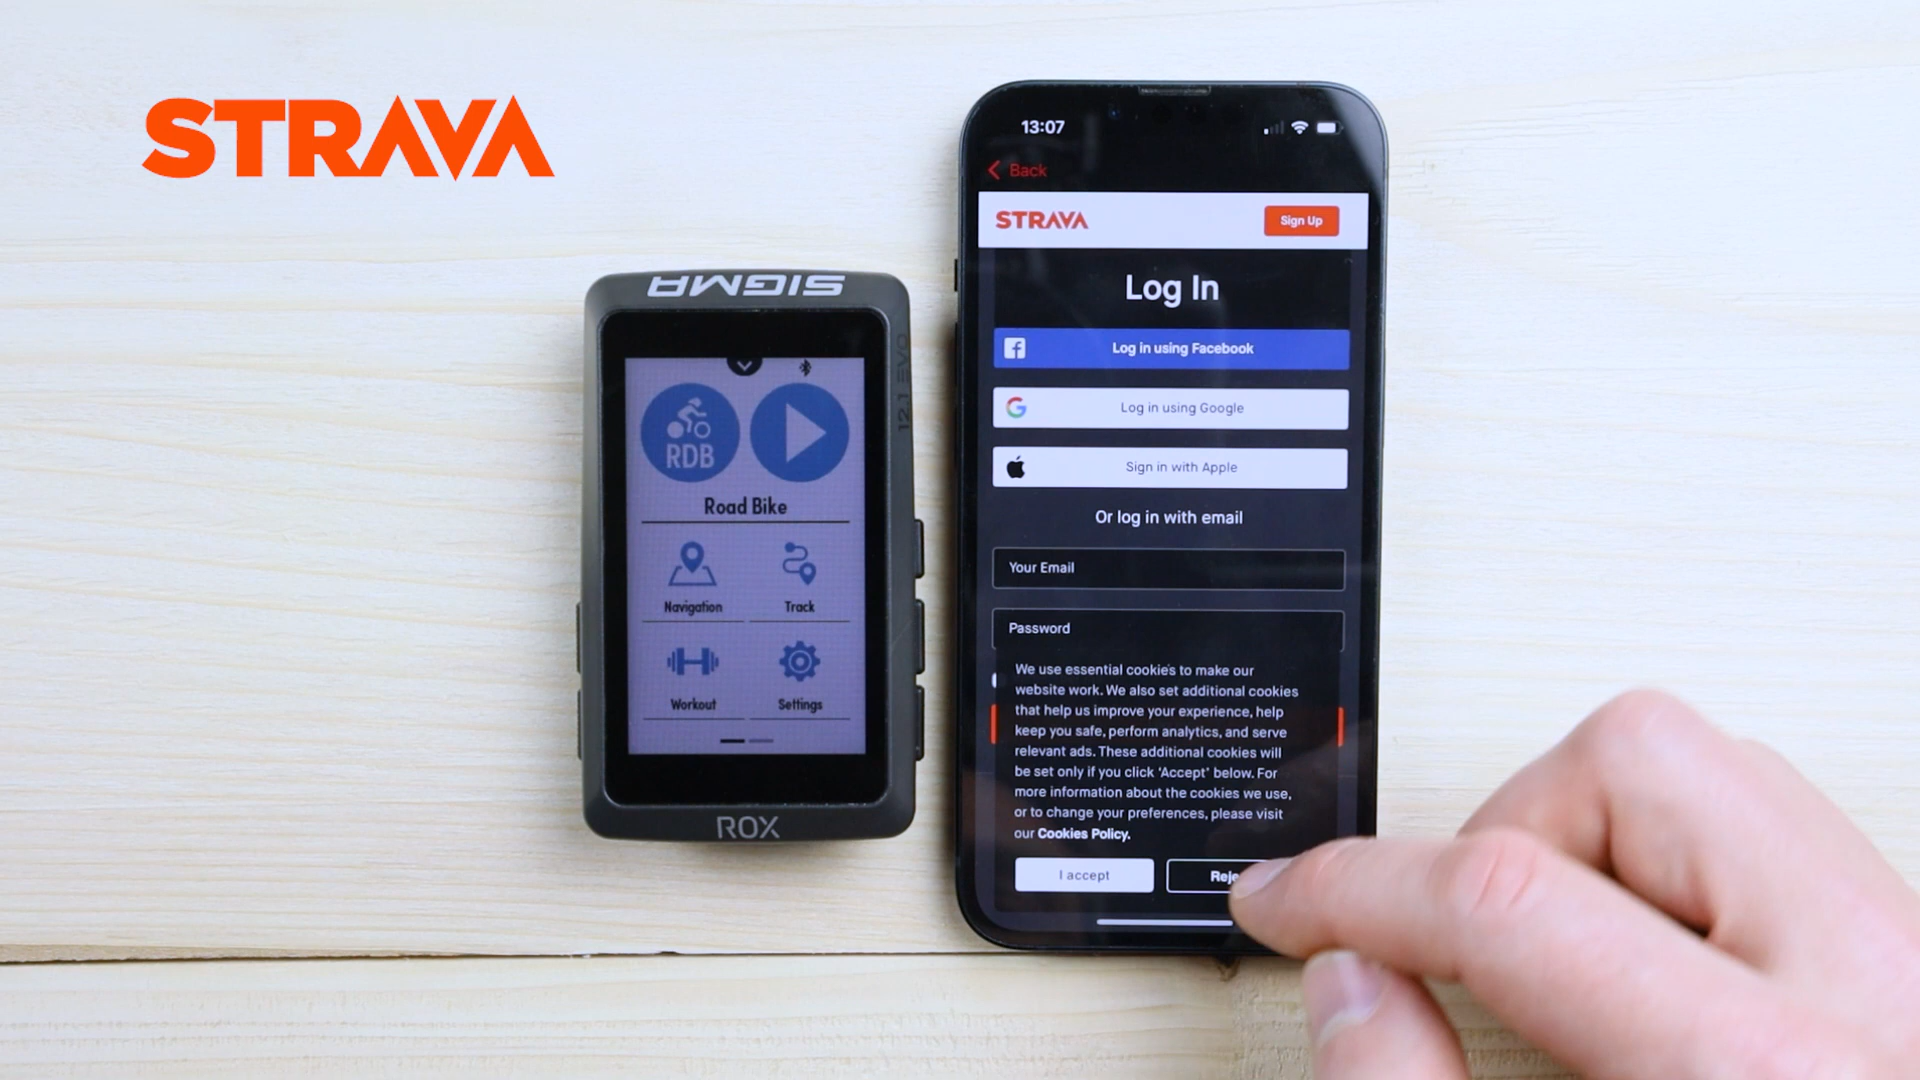 STRAVA
SIGMA
12.1 EVO
RDB
Road Bike
Navigation
Track
Workout
Settings
ROX
13:07
Back
STRAVA
Sign Up
Log In
Log in using Facebook
Log in using Google
Sign in with Apple
Or log in with email
Your Email
Password
We use essential cookies to make our
website work. We also set additional cookies
that help us improve your experience, help
keep you safe, perform analytics, and serve
relevant ads. These additional cookies will
be set only if you click 'Accept' below. For
more information about the cookies we use,
or to change your preferences, please visit
our Cookies Policy.
I accept
Reje